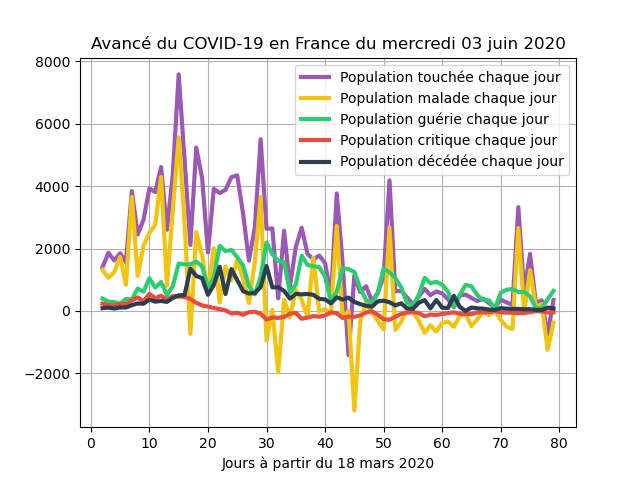 Avancé du COVID-19 en France du mercredi 03 juin 2020
8000
6000
4000
2000
0
−2000
Population touchée chaque jour
Population malade chaque jour
Population guérie chaque jour
Population critique chaque jour
Population décédée chaque jour
0 10 20 30 40 50 60 70 80
Jours à partir du 18 mars 2020